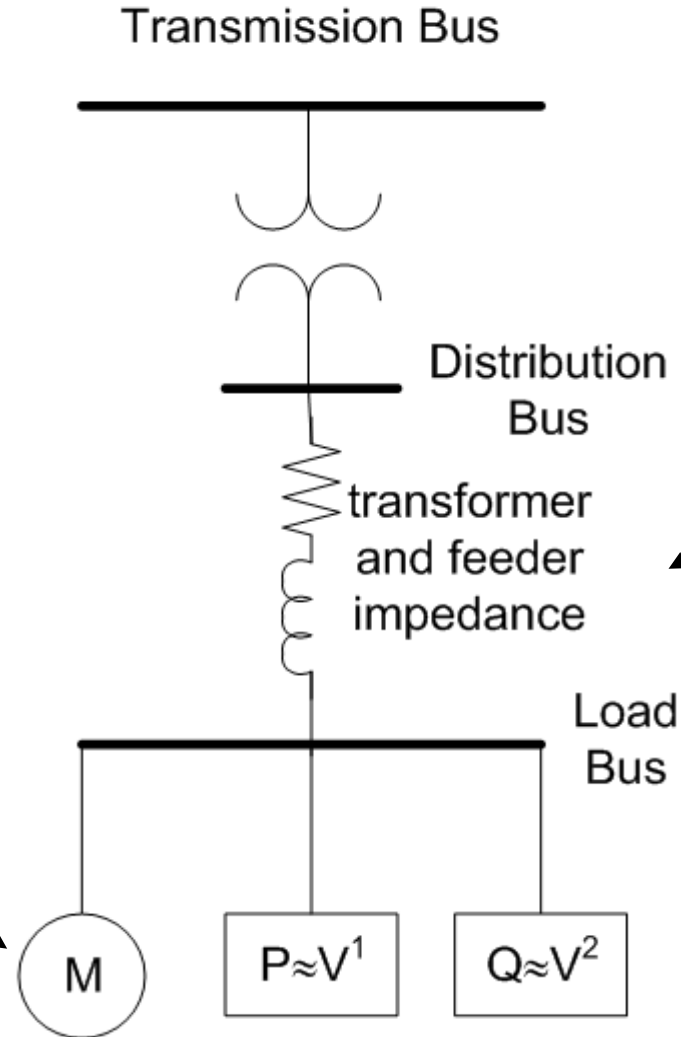 Transmission Bus
Distribution
Bus
transformer
and feeder
impedance
Load
Bus
M
P≈V¹
Q≈V²